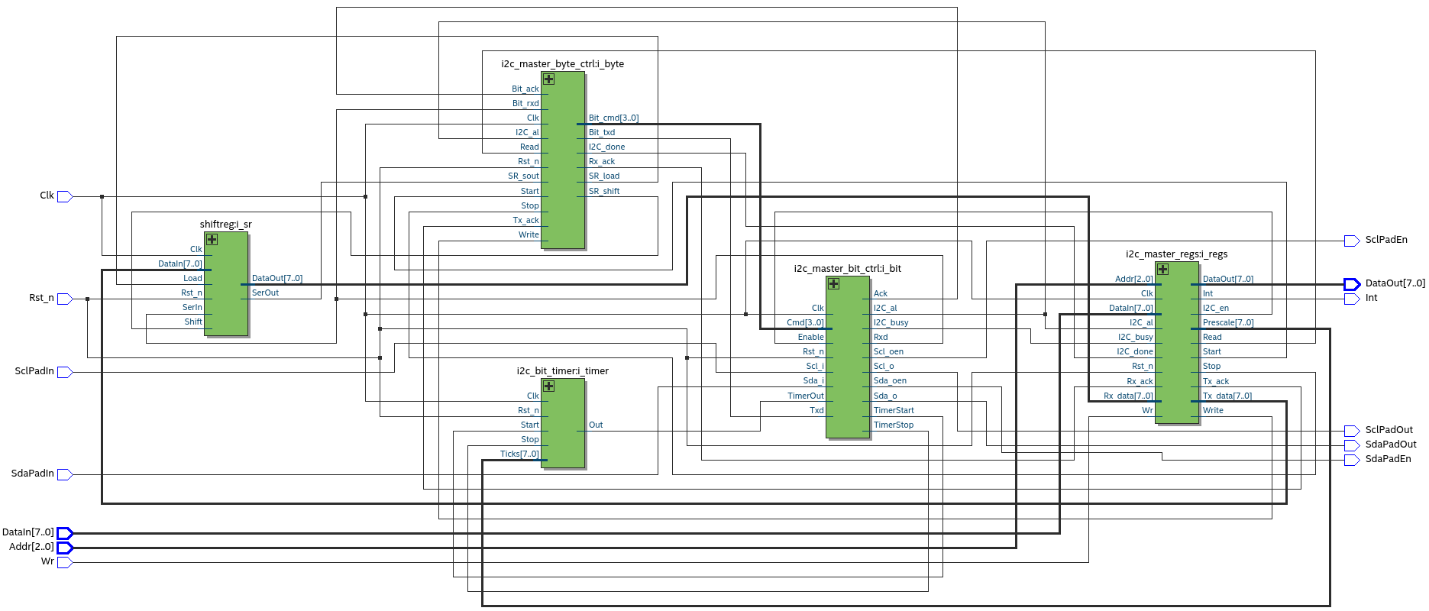 i2c_master_byte_ctrl:i_byte
Bit_ack
Bit_rxd
Clk
I2C_al
Read
Rst_n
SR_sout
Start
Stop
Tx_ack
Write
Bit_cmd[3..0]
Bit_txd
I2C_done
Rx_ack
SR_load
SR_shift
Clk
Rst_n
SclPadIn
SdaPadIn
DataIn[7..0]
Addr[2..0]
Wr
shiftreg:i_sr
Clk
DataIn[7..0]
Load
Rst_n
SerIn
Shift
DataOut[7..0]
SerOut
i2c_bit_timer:i_timer
Clk
Rst_n
Start
Stop
Ticks[7..0]
Out
i2c_master_bit_ctrl:i_bit
Clk
Cmd[3..0]
Enable
Rst_n
Scl_i
Sda_i
TimerOut
Txd
Ack
I2C_al
I2C_busy
Rxd
Scl_oen
Scl_o
Sda_oen
Sda_o
TimerStart
TimerStop
i2c_master_regs:i_regs
Addr[2..0]
Clk
DataIn[7..0]
I2C_al
I2C_busy
I2C_done
Rst_n
Rx_ack
Rx_data[7..0]
Wr
DataOut[7..0]
Int
I2C_en
Prescale[7..0]
Read
Start
Stop
Tx_ack
Tx_data[7..0]
Write
SclPadEn
DataOut[7..0]
Int
SclPadOut
SdaPadOut
SdaPadEn